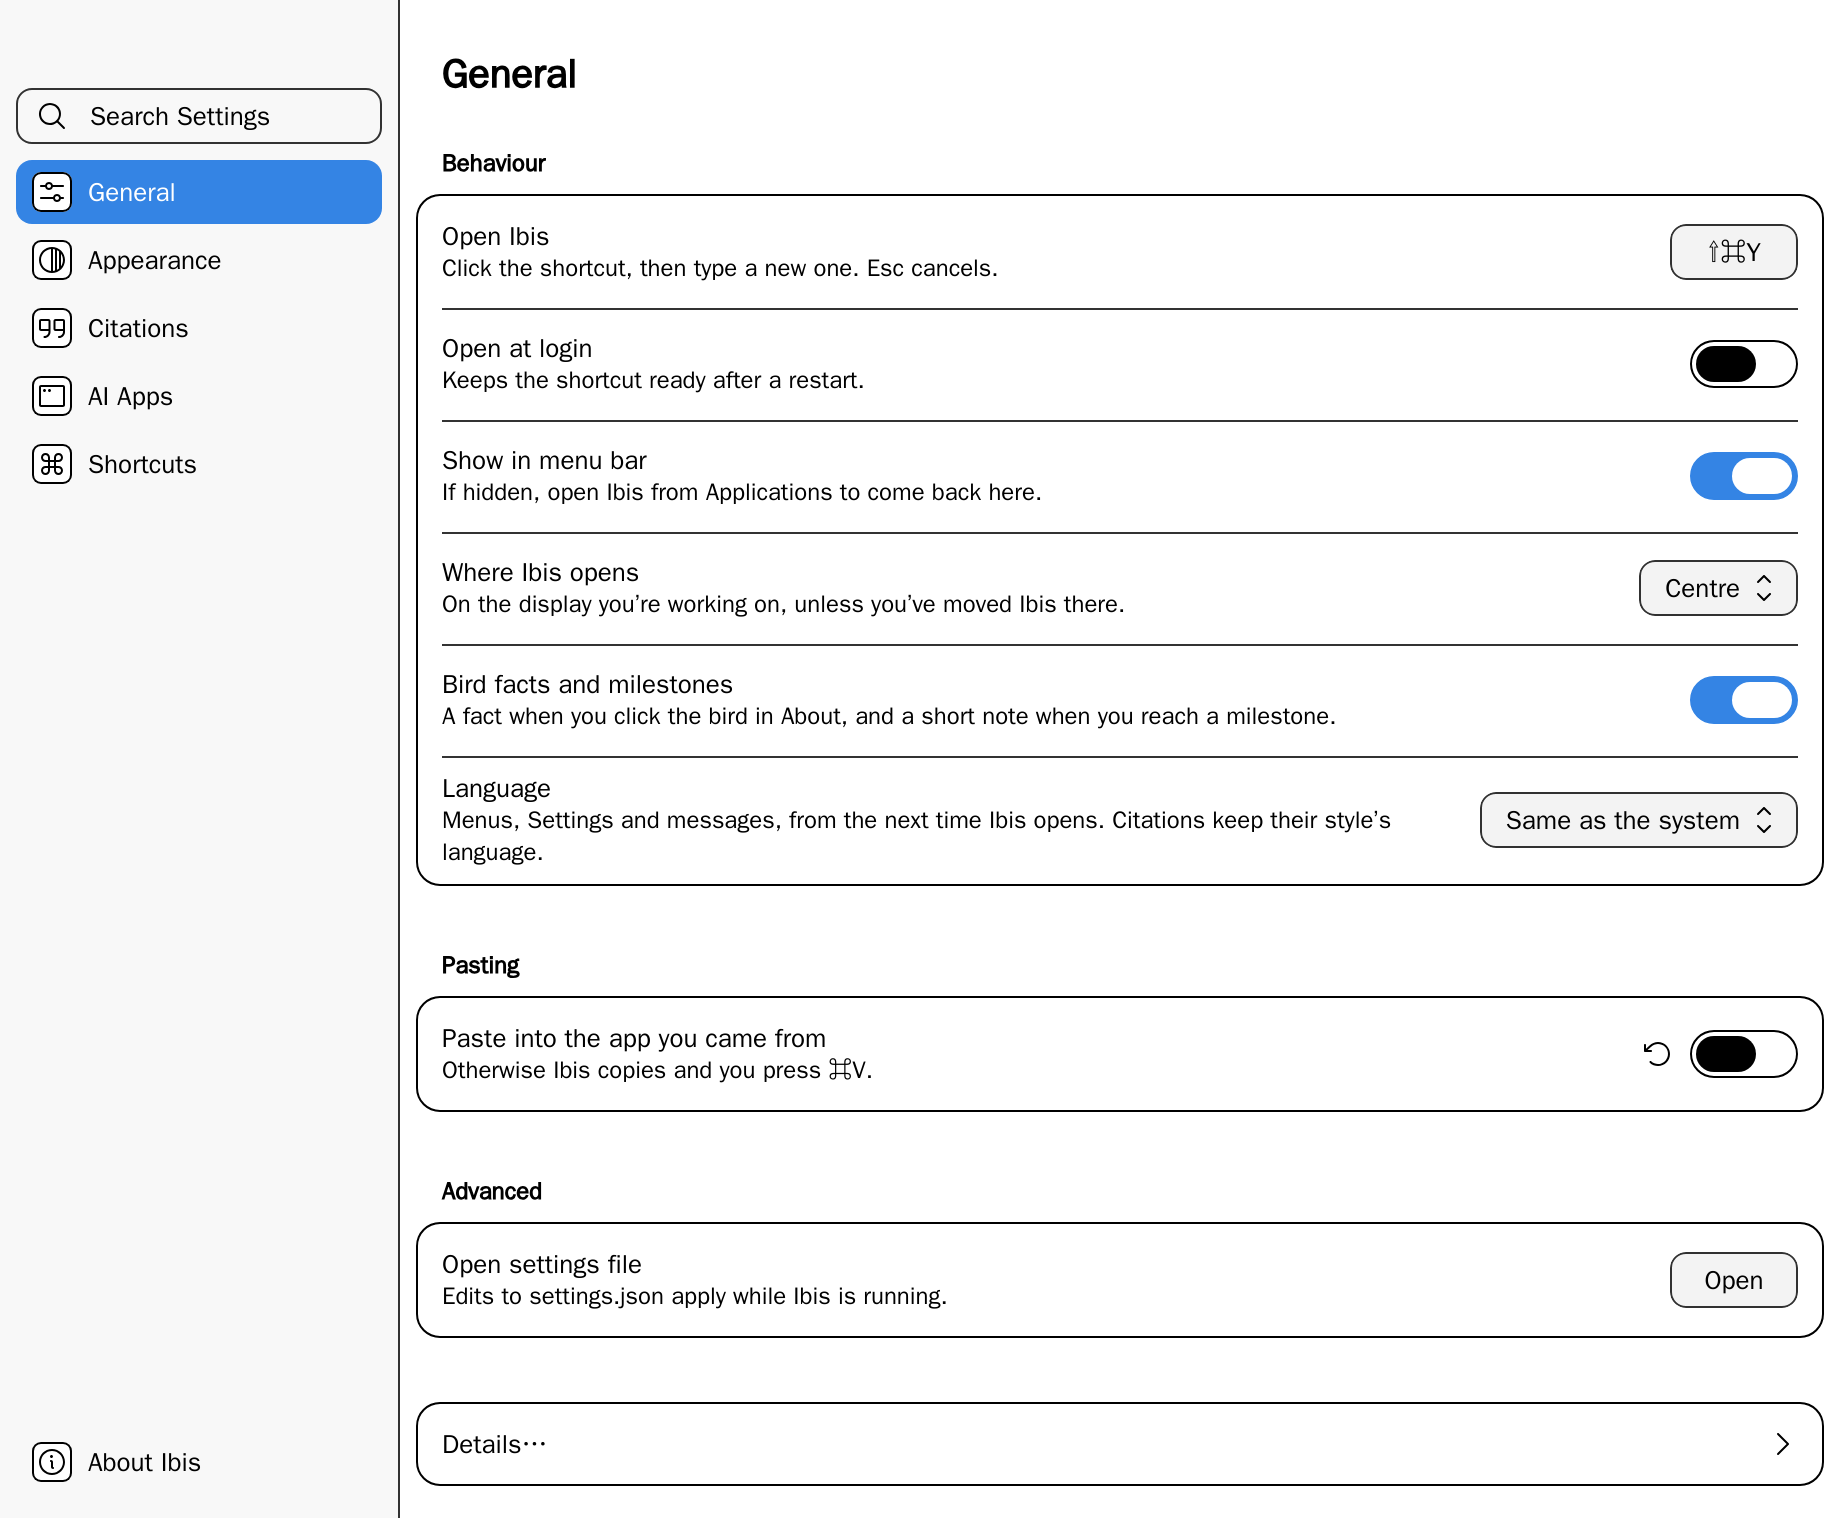 Search Settings
General
Appearance
Citations
AI Apps
Shortcuts
About Ibis
General
Behaviour
Open Ibis
Click the shortcut, then type a new one. Esc cancels.
⇧⌘Y
Open at login
Keeps the shortcut ready after a restart.
Show in menu bar
If hidden, open Ibis from Applications to come back here.
Where Ibis opens
On the display you’re working on, unless you’ve moved Ibis there.
Centre
Bird facts and milestones
A fact when you click the bird in About, and a short note when you reach a milestone.
Language
Menus, Settings and messages, from the next time Ibis opens. Citations keep their style’s
language.
Same as the system
Pasting
Paste into the app you came from
Otherwise Ibis copies and you press ⌘V.
Advanced
Open settings file
Edits to settings.json apply while Ibis is running.
Open
Details…